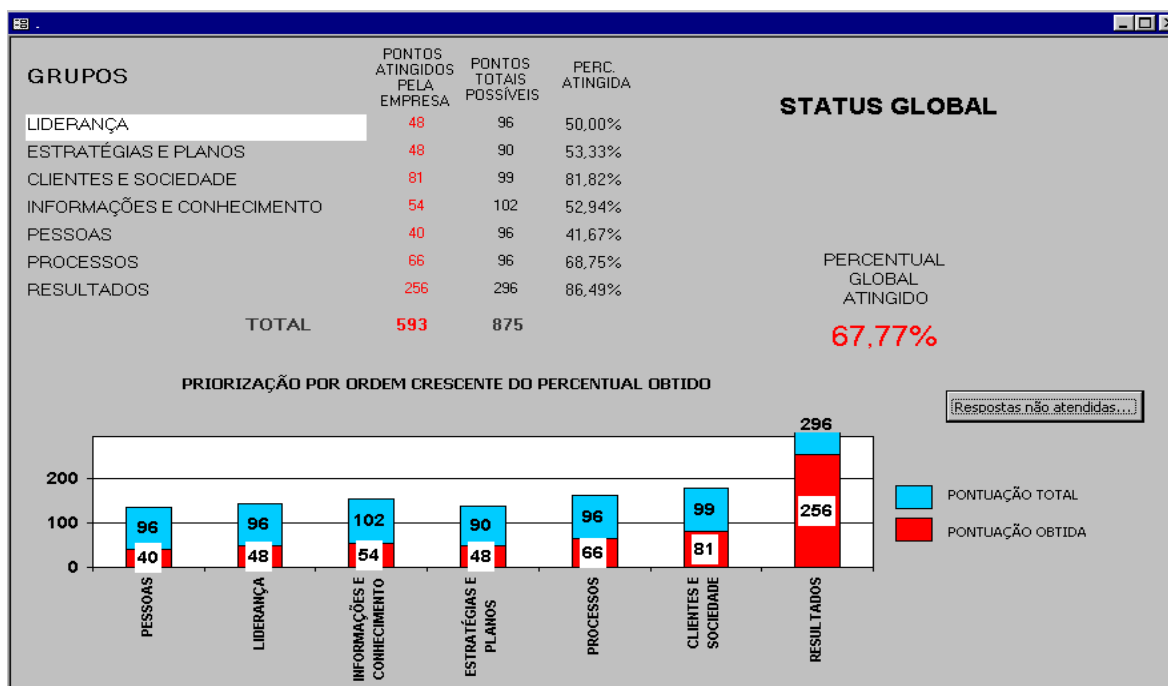 .
GRUPOS
PONTOS
ATINGIDOS
PELA
EMPRESA
PONTOS
TOTAIS
POSSÍVEIS
PERC.
ATINGIDA
STATUS GLOBAL
LIDERANÇA 48 96 50,00%
ESTRATÉGIAS E PLANOS 48 90 53,33%
CLIENTES E SOCIEDADE 81 99 81,82%
INFORMAÇÕES E CONHECIMENTO 54 102 52,94%
PESSOAS 40 96 41,67%
PROCESSOS 66 96 68,75%
RESULTADOS 256 296 86,49%
TOTAL 593 875
PERCENTUAL
GLOBAL
ATINGIDO
67,77%
PRIORIZAÇÃO POR ORDEM CRESCENTE DO PERCENTUAL OBTIDO
Respostas não atendidas...
200
100
0
96
40
96
48
102
54
90
48
96
66
99
81
296
256
PESSOAS
LIDERANÇA
INFORMAÇÕES E
CONHECIMENTO
ESTRATÉGIAS E
PLANOS
PROCESSOS
CLIENTES E
SOCIEDADE
RESULTADOS
PONTUAÇÃO TOTAL
PONTUAÇÃO OBTIDA